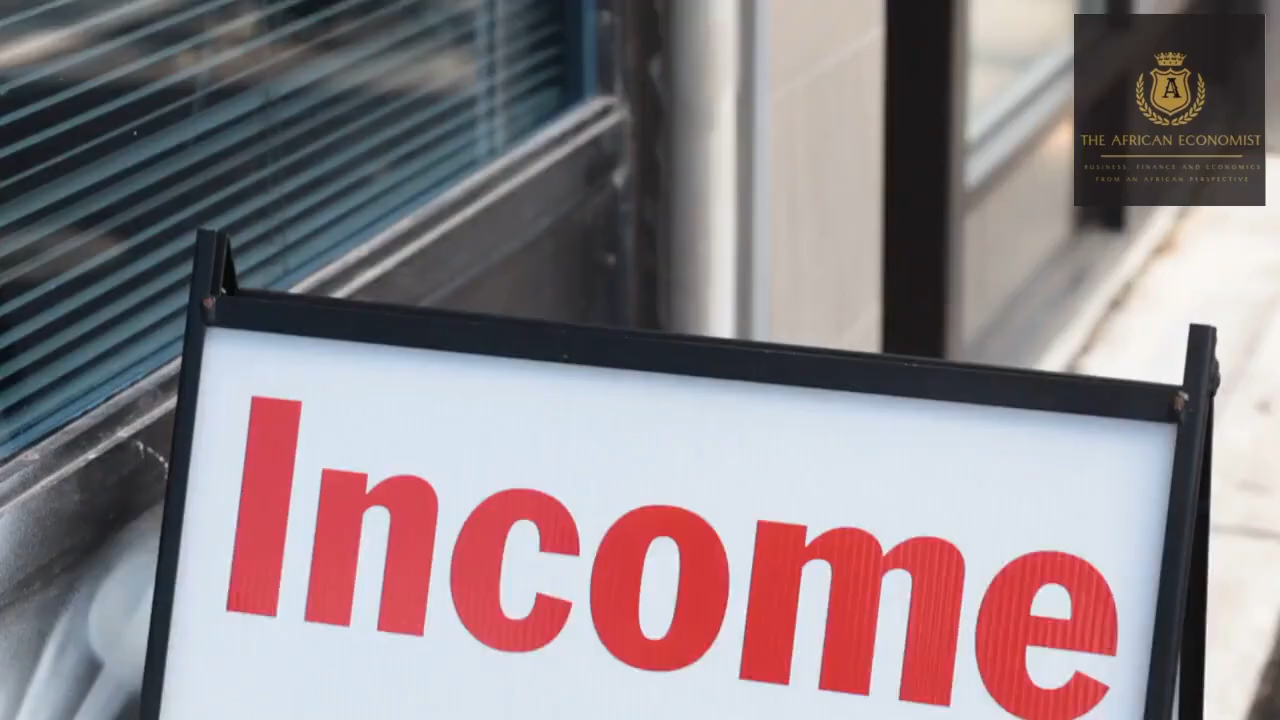 A
THE AFRICAN ECONOMIST
BUSINESS, FINANCE AND ECONOMICS
FROM AN AFRICAN PERSPECTIVE
Income